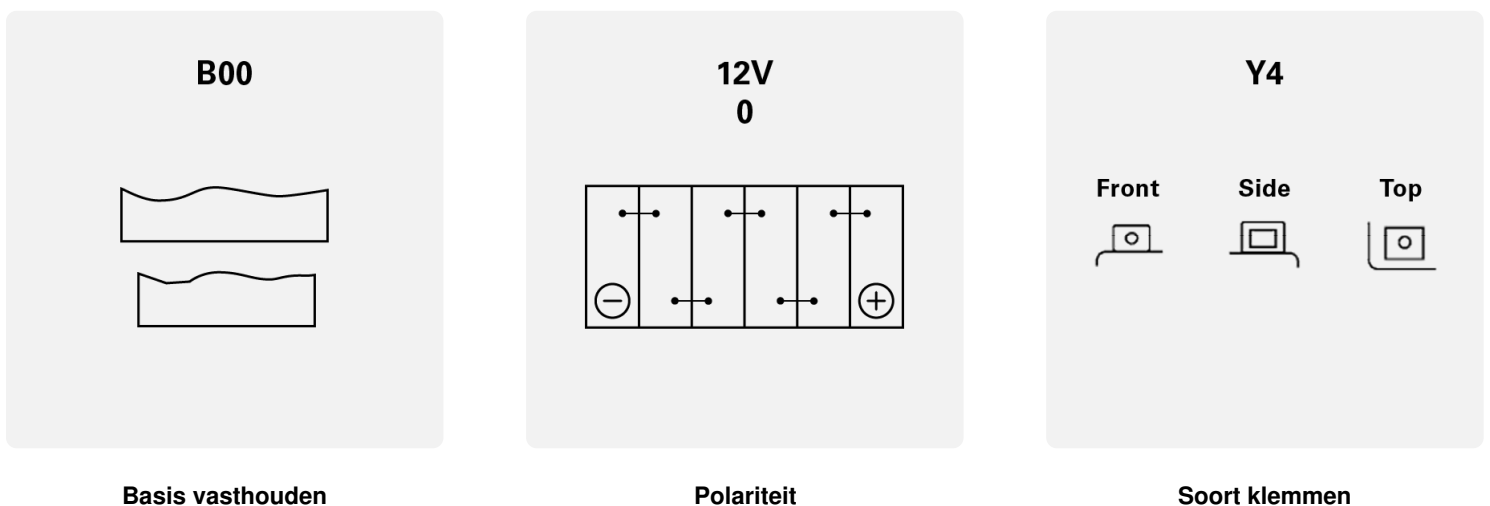 B00
12V
0
Y4
Front Side Top
Basis vasthouden
Polariteit
Soort klemmen